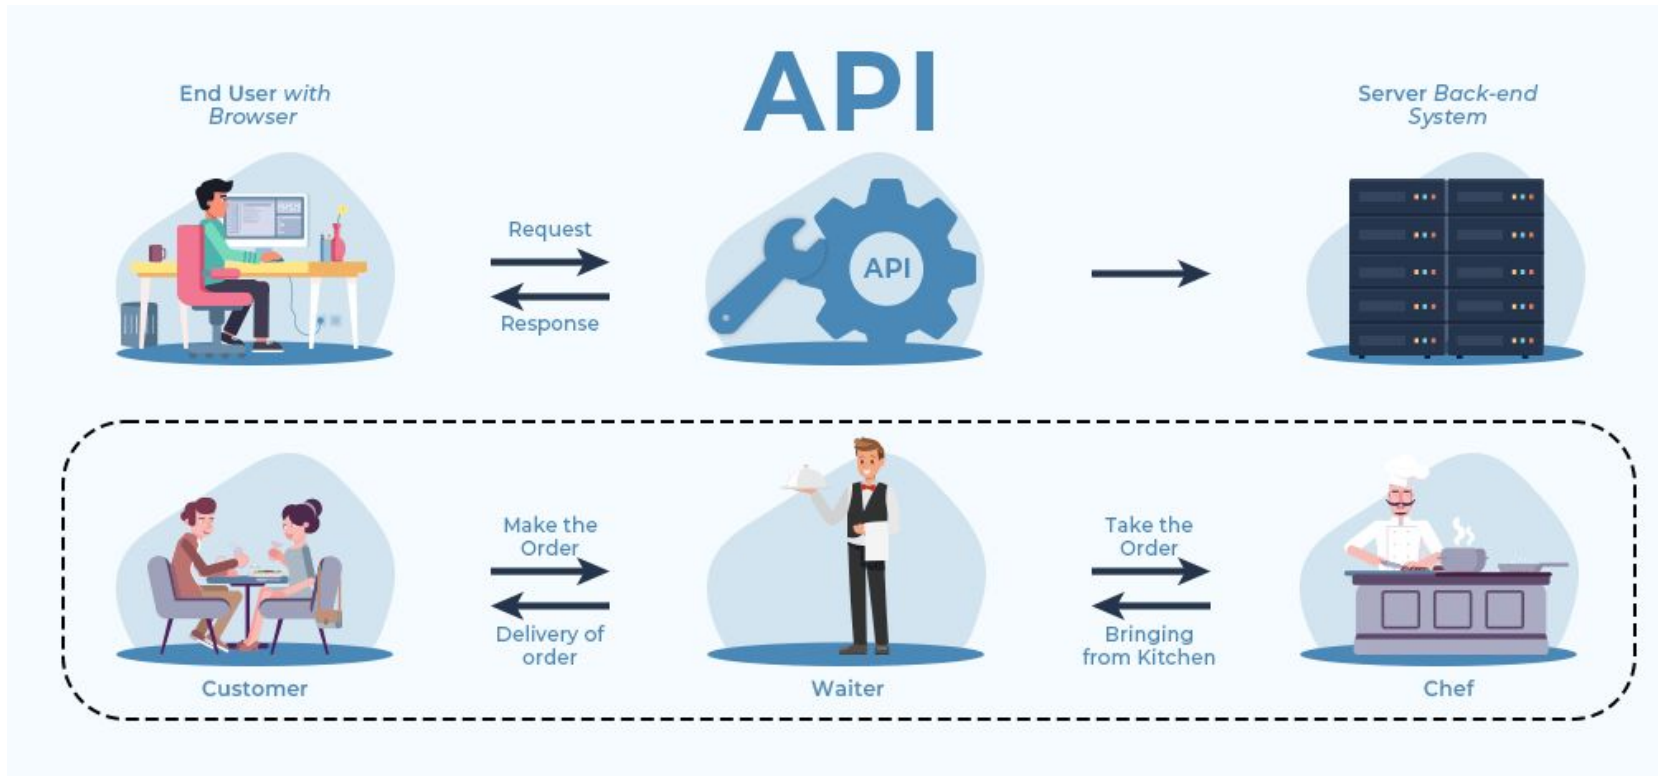 API
End User with
Browser
Server Back-end
System
Request
API
Response
Make the
Order
Take the
Order
Delivery of
order
Bringing
from Kitchen
Customer
Waiter
Chef